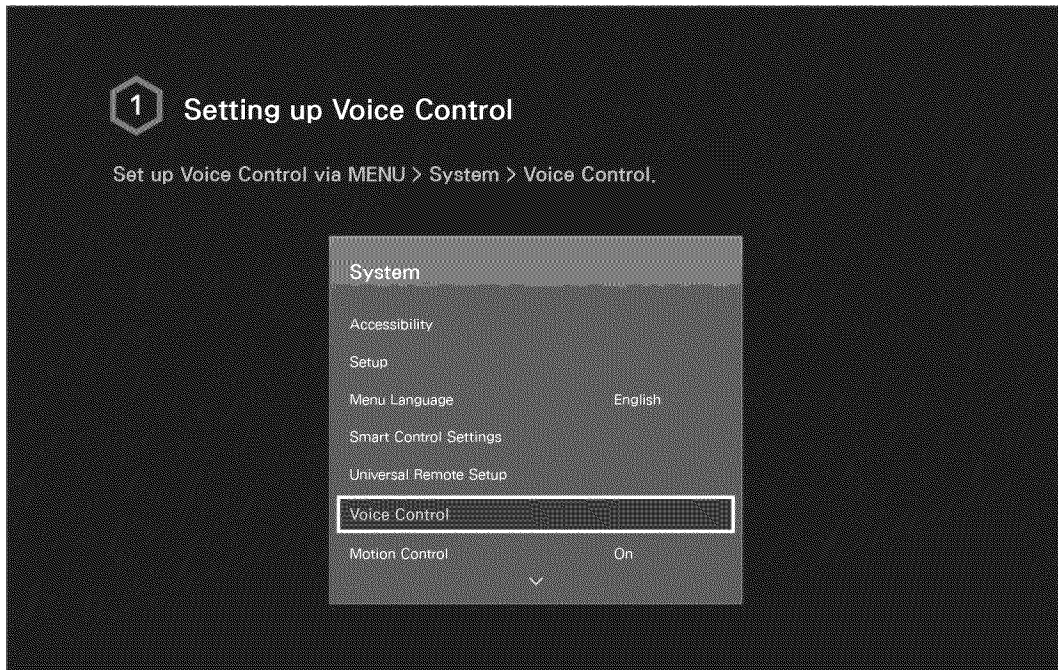 1 Setting up Voice Control
Set up Voice Control via MENU > System > Voice Control.
System
Accessibility
Setup
Menu Language English
Smart Control Settings
Universal Remote Setup
Voice Control
Motion Control On